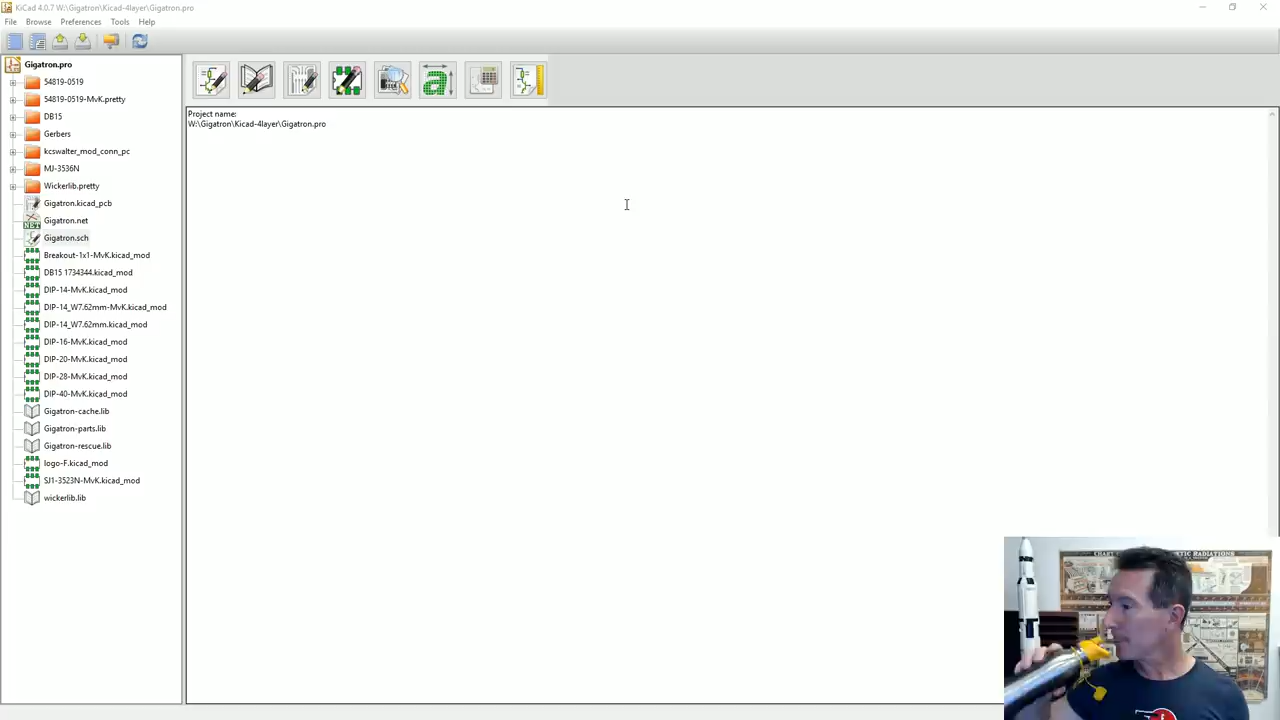 KiCad 4.0.7 W:\Gigatron\Kicad-4layer\Gigatron.pro
File Browse Preferences Tools Help
Gigatron.pro
54819-0519
54819-0519-MvK.pretty
DB15
Gerbers
kcswalter_mod_conn_pc
MJ-3536N
Wickerlib.pretty
Gigatron.kicad_pcb
NET Gigatron.net
Gigatron.sch
Breakout-1x1-MvK.kicad_mod
DB15 1734344.kicad_mod
DIP-14-MvK.kicad_mod
DIP-14_W7.62mm-MvK.kicad_mod
DIP-14_W7.62mm.kicad_mod
DIP-16-MvK.kicad_mod
DIP-20-MvK.kicad_mod
DIP-28-MvK.kicad_mod
DIP-40-MvK.kicad_mod
Gigatron-cache.lib
Gigatron-parts.lib
Gigatron-rescue.lib
logo-F.kicad_mod
SJ1-3523N-MvK.kicad_mod
wickerlib.lib
a
Project name:
W:\Gigatron\Kicad-4layer\Gigatron.pro
RADIATIONS